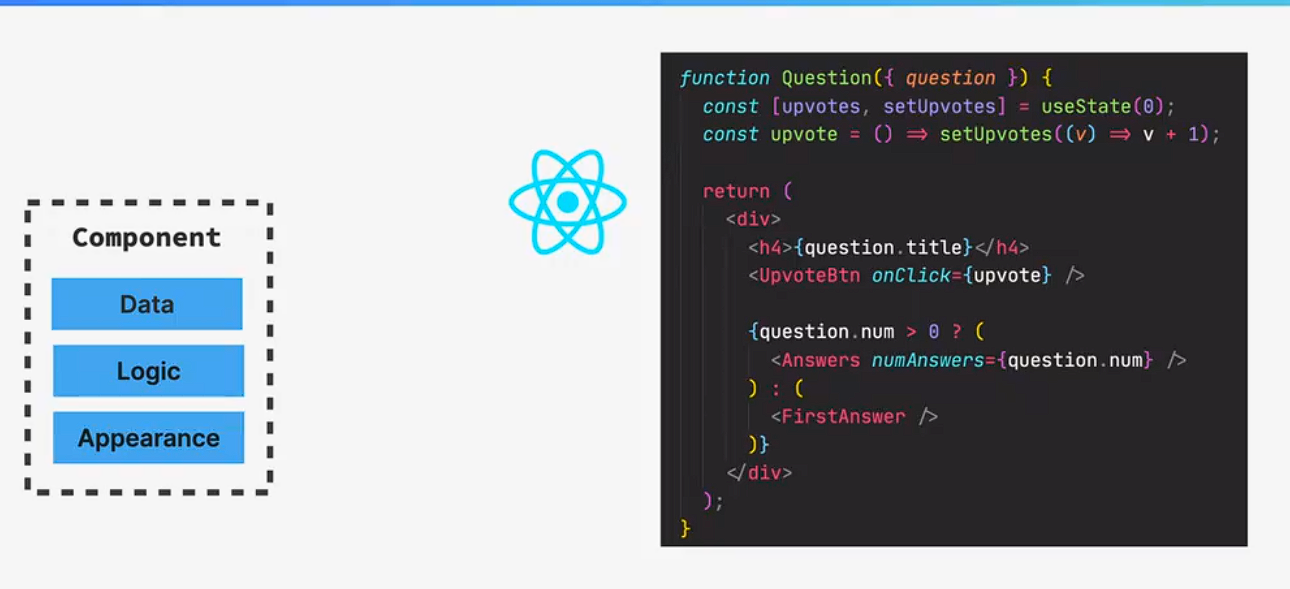 Component
Data
Logic
Appearance
function Question({ question }) {
  const [upvotes, setUpvotes] = useState(0);
  const upvote = () => setUpvotes((v) => v + 1);

  return (
    <div>
      <h4>{question.title}</h4>
      <UpvoteBtn onClick={upvote} />

      {question.num > 0 ? (
        <Answers numAnswers={question.num} />
      ) : (
        <FirstAnswer />
      )}
    </div>
  );
}